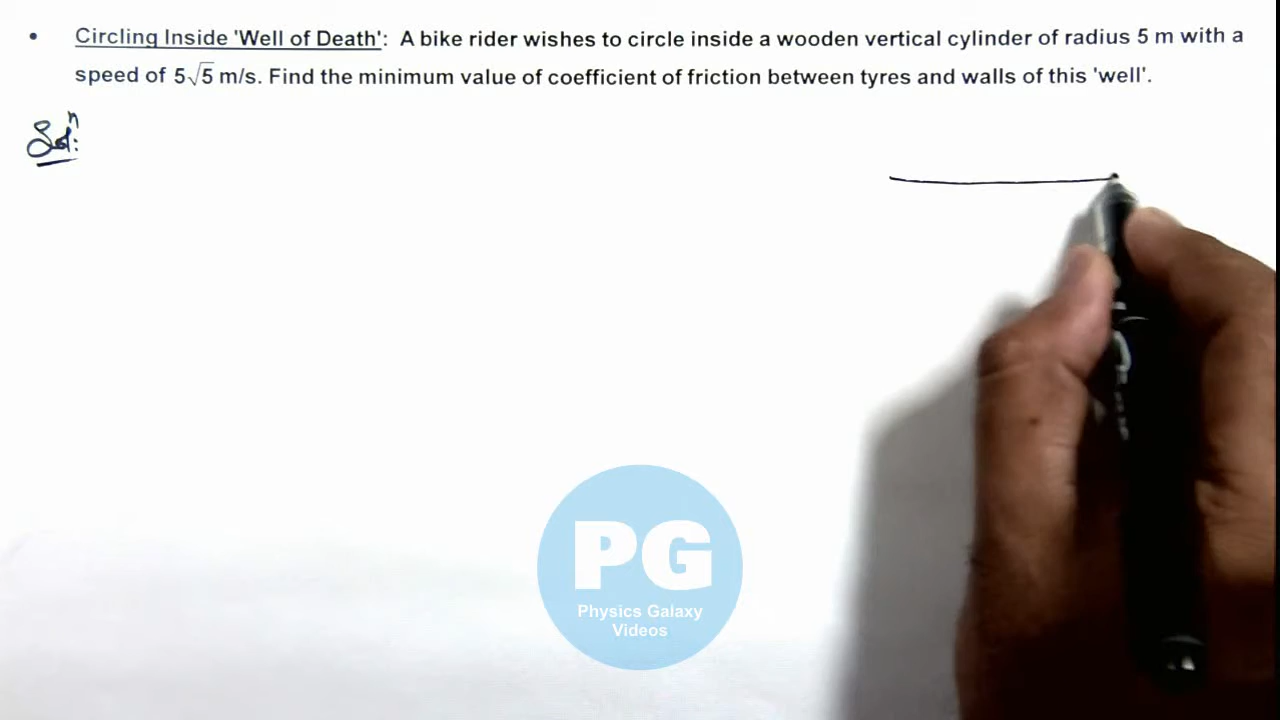 • Circling Inside 'Well of Death': A bike rider wishes to circle inside a wooden vertical cylinder of radius 5 m with a
speed of 5√5 m/s. Find the minimum value of coefficient of friction between tyres and walls of this 'well'.
Solⁿ:
PG
Physics Galaxy
Videos